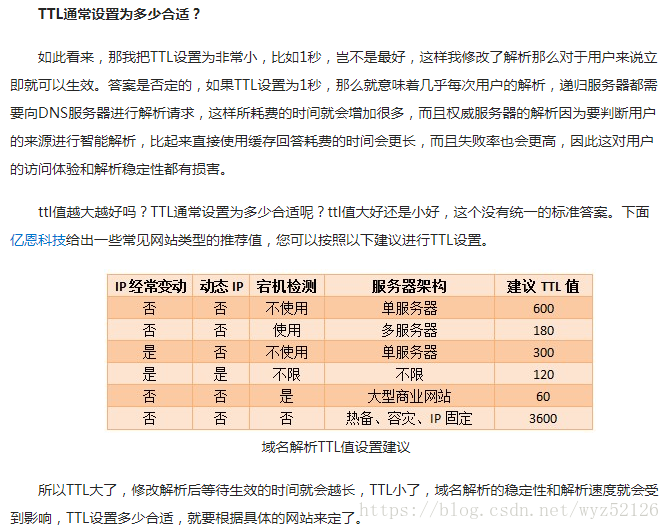 TTL通常设置为多少合适？
如此看来，那我把TTL设置为非常小，比如1秒，岂不是最好，这样我修改了解析那么对于用户来说立
即就可以生效。答案是否定的，如果TTL设置为1秒，那么就意味着几乎每次用户的解析，递归服务器都需
要向DNS服务器进行解析请求，这样所耗费的时间就会增加很多，而且权威服务器的解析因为要判断用户
的来源进行智能解析，比起来直接使用缓存回答耗费的时间会更长，而且失败率也会更高，因此这对用户
的访问体验和解析稳定性都有损害。
ttl值越大越好吗？TTL通常设置为多少合适呢？ttl值大好还是小好，这个没有统一的标准答案。下面
亿恩科技给出一些常见网站类型的推荐值，您可以按照以下建议进行TTL设置。
IP 经常变动 动态 IP 宕机检测 服务器架构 建议 TTL 值
否 否 不使用 单服务器 600
否 否 使用 多服务器 180
是 否 不使用 单服务器 300
是 是 不限 不限 120
否 否 是 大型商业网站 60
否 否 否 热备、容灾、IP 固定 3600
域名解析TTL值设置建议
所以TTL大了，修改解析后等待生效的时间就会越长，TTL小了，域名解析的稳定性和解析速度就会受
到影响，TTL设置多少合适，就要根据具体的网站来定了。
https://blog.csdn.net/wyz52126